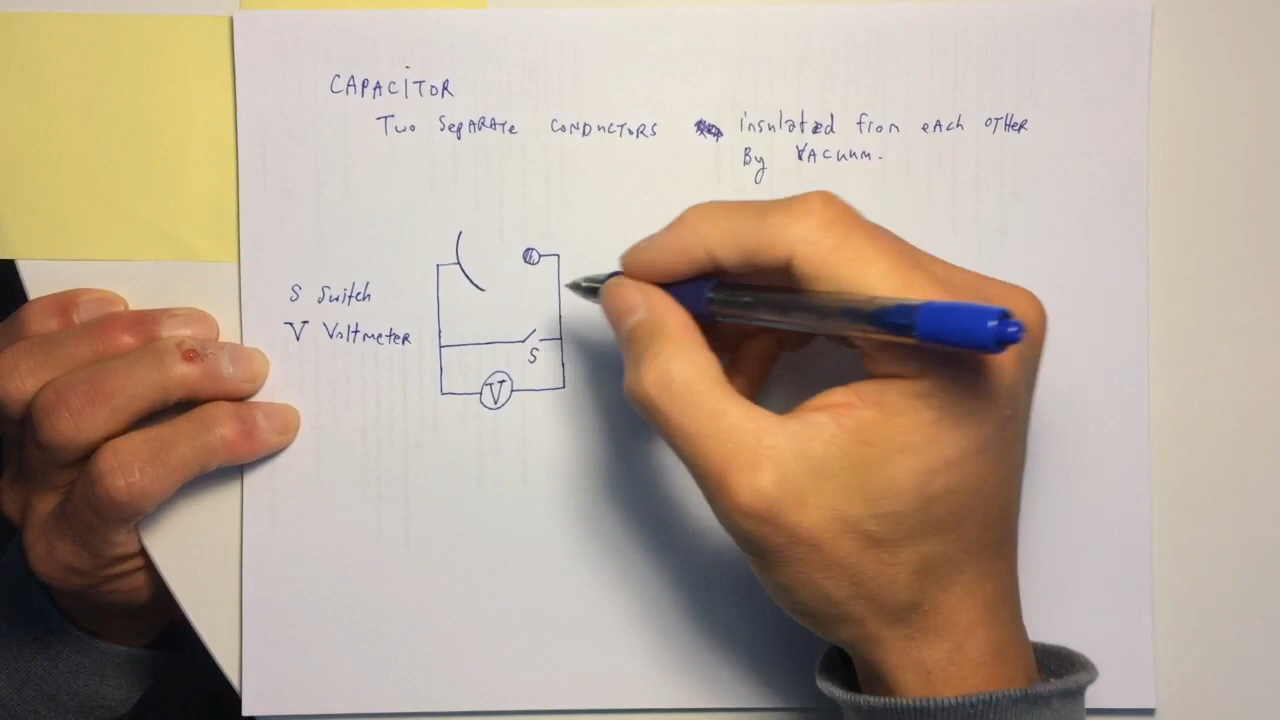 CAPACiTOR
Two SepARATe CONDUCTORS insulated from eAch OTHeR
By VAcuum.
S Switch
V Voltmeter
S
V